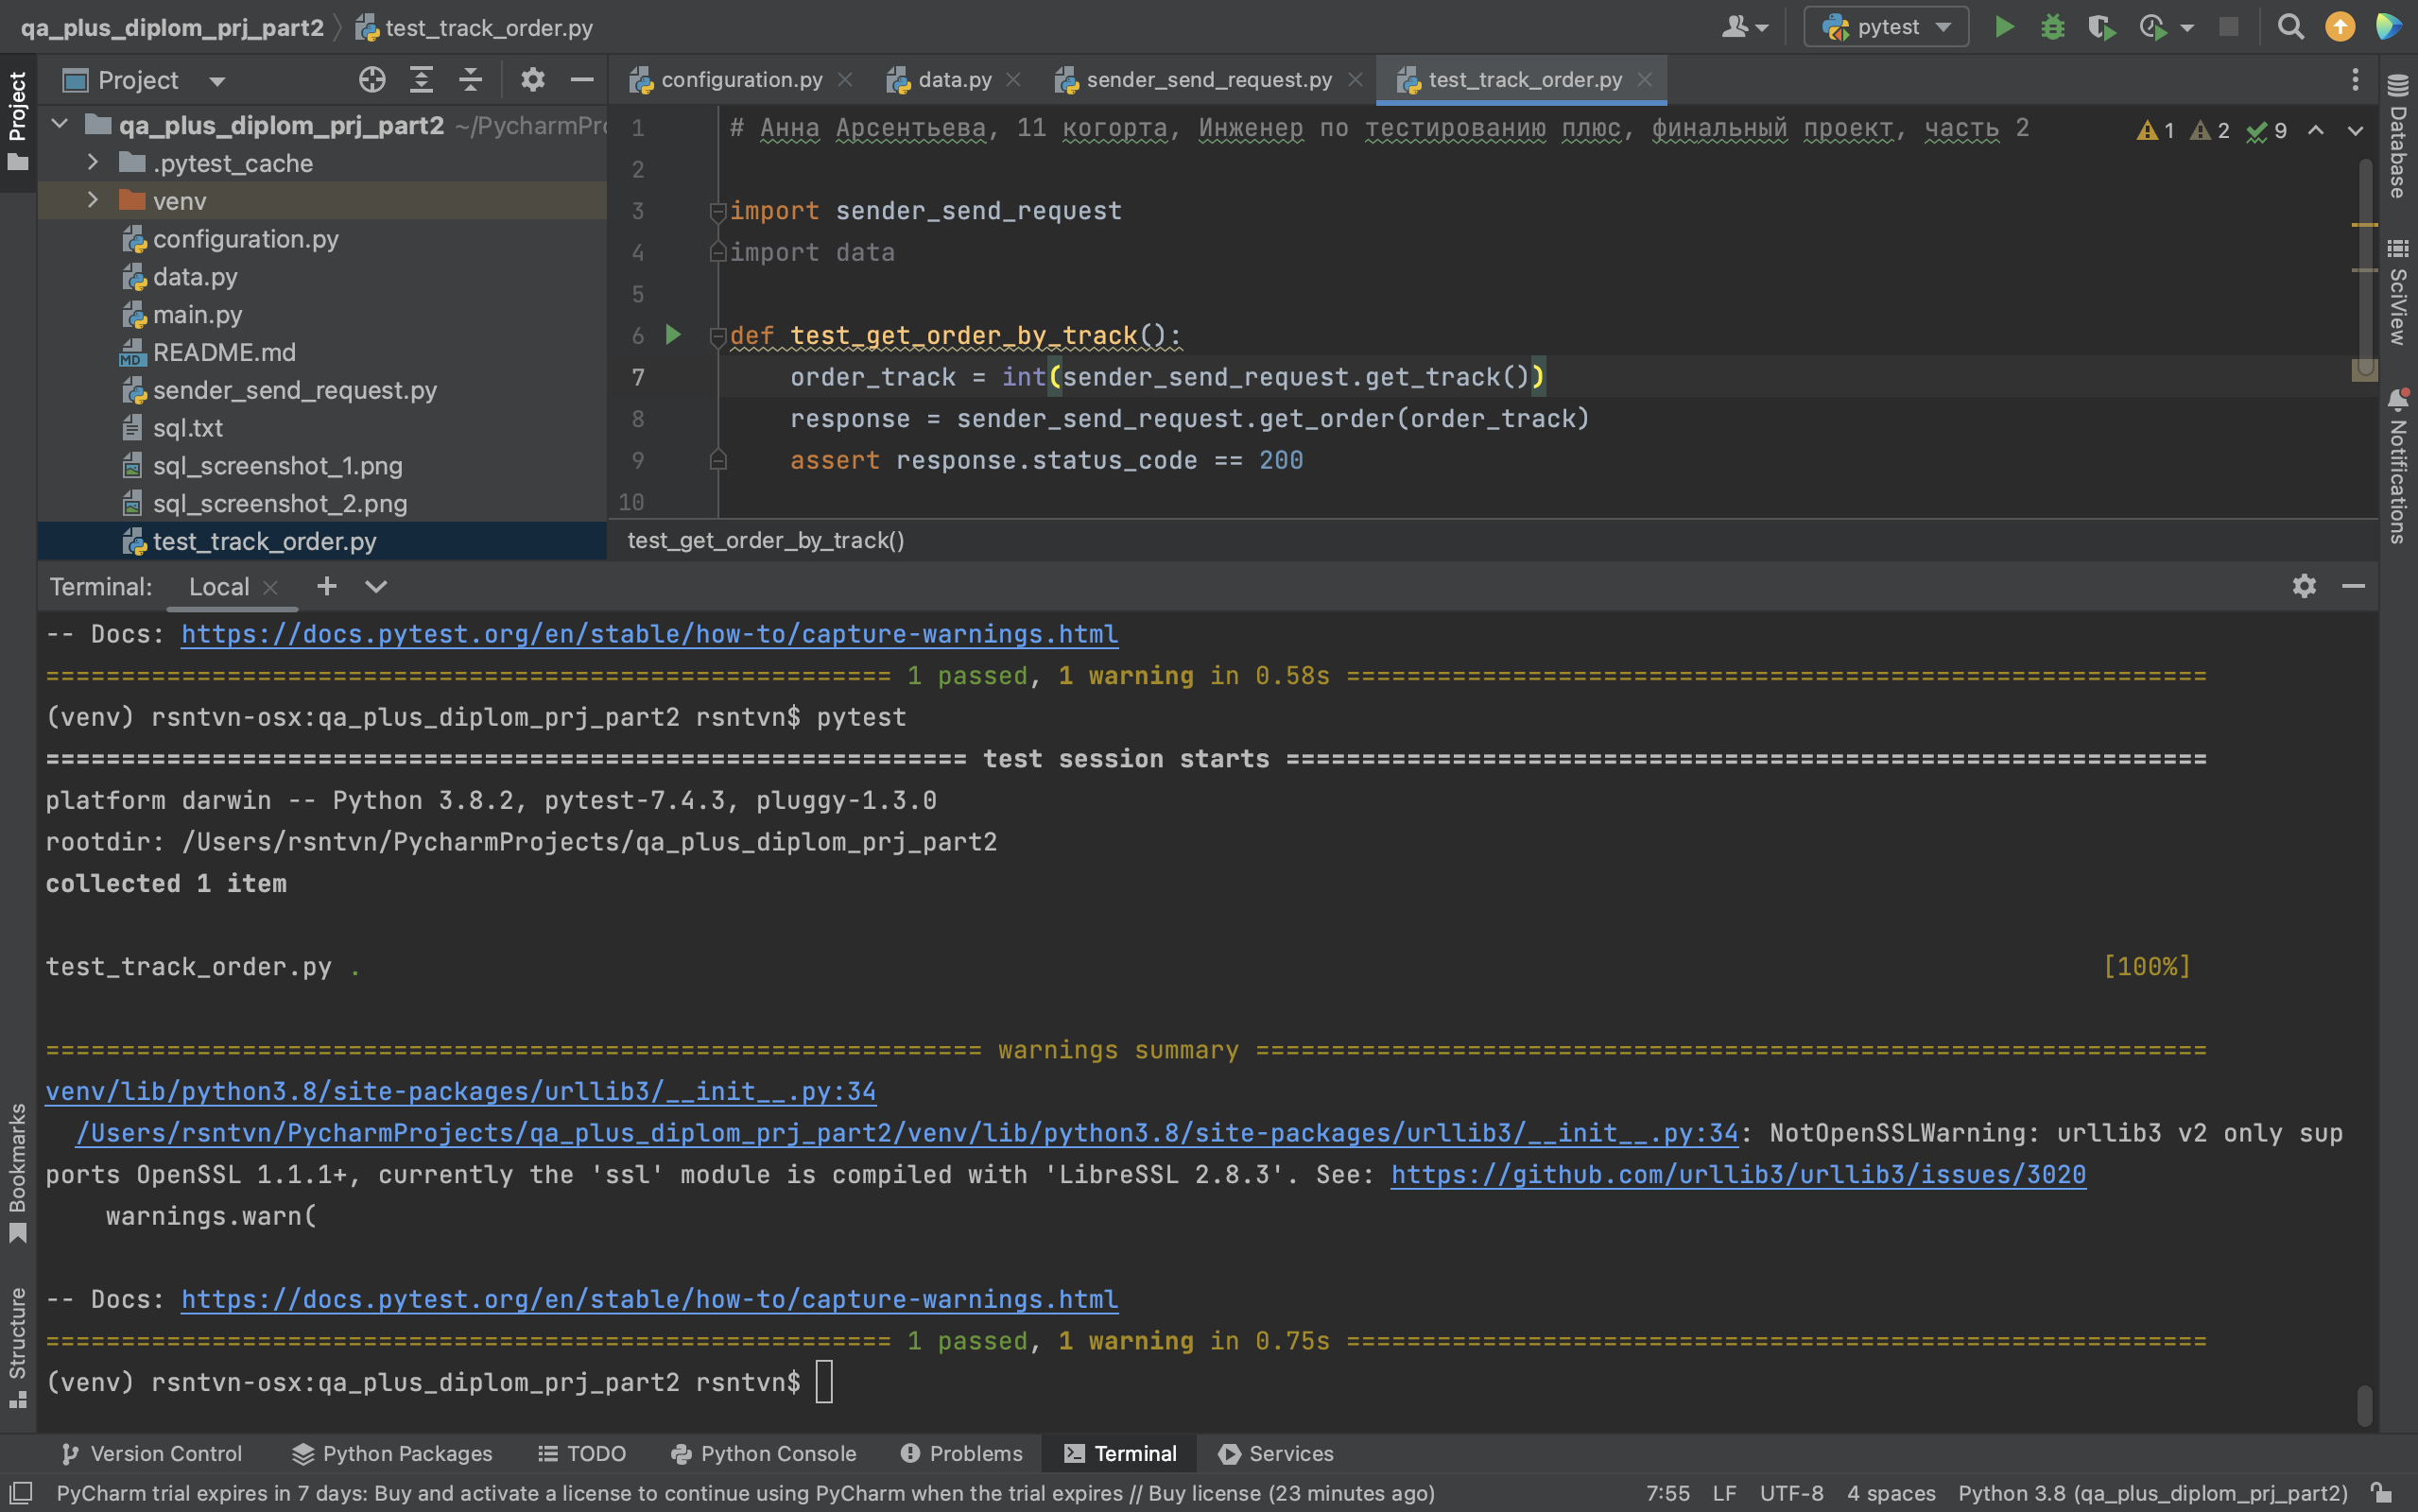 qa_plus_diplom_prj_part2 test_track_order.py
pytest
Project
configuration.py data.py sender_send_request.py test_track_order.py
Project
qa_plus_diplom_prj_part2 ~/PycharmPr
.pytest_cache
venv
configuration.py
data.py
main.py
README.md
sender_send_request.py
sql.txt
sql_screenshot_1.png
sql_screenshot_2.png
test_track_order.py
1 # Анна Арсентьева, 11 когорта, Инженер по тестированию плюс, финальный проект, часть 2
1 2 9
2
3 import sender_send_request
4 import data
5
6 def test_get_order_by_track():
7 order_track = int(sender_send_request.get_track())
8 response = sender_send_request.get_order(order_track)
9 assert response.status_code == 200
10
test_get_order_by_track()
Database
SciView
Notifications
Terminal: Local
-- Docs: https://docs.pytest.org/en/stable/how-to/capture-warnings.html
======================================================== 1 passed, 1 warning in 0.58s =========================================================
(venv) rsntvn-osx:qa_plus_diplom_prj_part2 rsntvn$ pytest
============================================================= test session starts =============================================================
platform darwin -- Python 3.8.2, pytest-7.4.3, pluggy-1.3.0
rootdir: /Users/rsntvn/PycharmProjects/qa_plus_diplom_prj_part2
collected 1 item
test_track_order.py . [100%]
============================================================== warnings summary ===============================================================
venv/lib/python3.8/site-packages/urllib3/__init__.py:34
/Users/rsntvn/PycharmProjects/qa_plus_diplom_prj_part2/venv/lib/python3.8/site-packages/urllib3/__init__.py:34: NotOpenSSLWarning: urllib3 v2 only sup
ports OpenSSL 1.1.1+, currently the 'ssl' module is compiled with 'LibreSSL 2.8.3'. See: https://github.com/urllib3/urllib3/issues/3020
warnings.warn(
-- Docs: https://docs.pytest.org/en/stable/how-to/capture-warnings.html
======================================================== 1 passed, 1 warning in 0.75s =========================================================
(venv) rsntvn-osx:qa_plus_diplom_prj_part2 rsntvn$
Bookmarks
Structure
Version Control Python Packages TODO Python Console Problems Terminal Services
PyCharm trial expires in 7 days: Buy and activate a license to continue using PyCharm when the trial expires // Buy license (23 minutes ago) 7:55 LF UTF-8 4 spaces Python 3.8 (qa_plus_diplom_prj_part2)